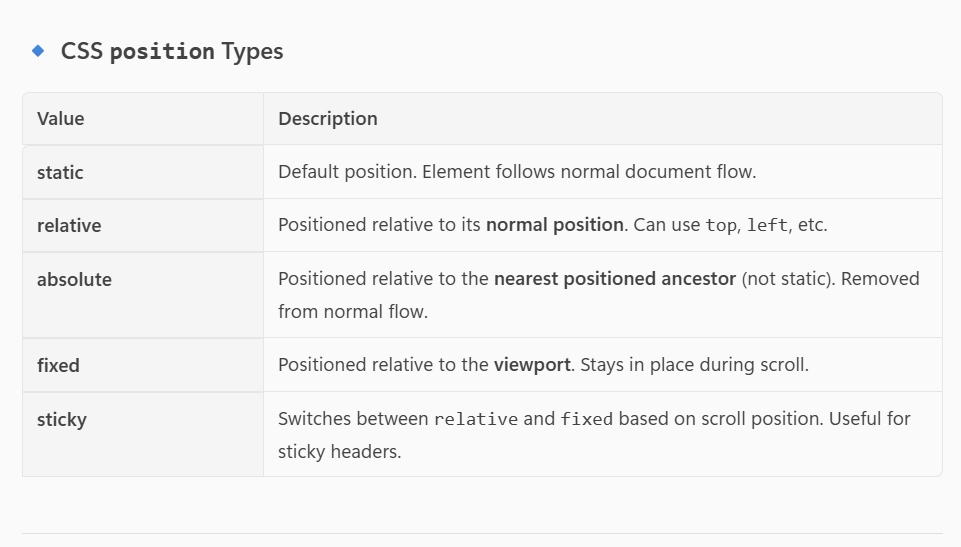 CSS position Types
Value Description
static Default position. Element follows normal document flow.
relative Positioned relative to its normal position. Can use top, left, etc.
absolute Positioned relative to the nearest positioned ancestor (not static). Removed
from normal flow.
fixed Positioned relative to the viewport. Stays in place during scroll.
sticky Switches between relative and fixed based on scroll position. Useful for
sticky headers.